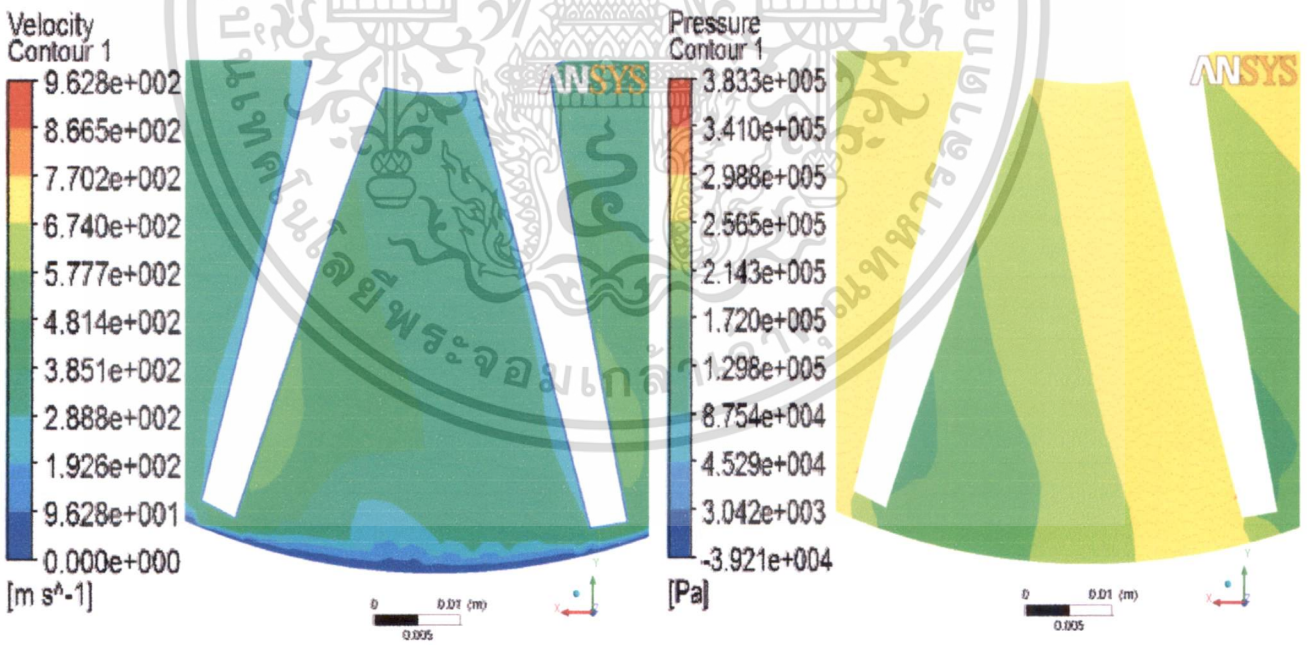 Velocity
Contour 1
9.628e+002
8.665e+002
7.702e+002
6.740e+002
5.777e+002
4.814e+002
3.851e+002
2.888e+002
1.926e+002
9.628e+001
0.000e+000
[m s^-1]
ANSYS
0 0.01 (m)
0.005
Y
X
Pressure
Contour 1
3.833e+005
3.410e+005
2.988e+005
2.565e+005
2.143e+005
1.720e+005
1.298e+005
8.754e+004
4.529e+004
3.042e+003
-3.921e+004
[Pa]
ANSYS
0 0.01 (m)
0.005
Y
X